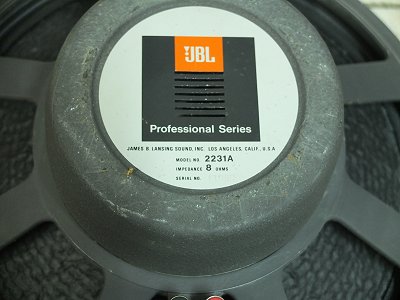 JBL
Professional Series
JAMES B. LANSING SOUND, INC. LOS ANGELES, CALIF., U.S.A
MODEL NO. 2231A
IMPEDANCE 8 OHMS
SERIAL NO.